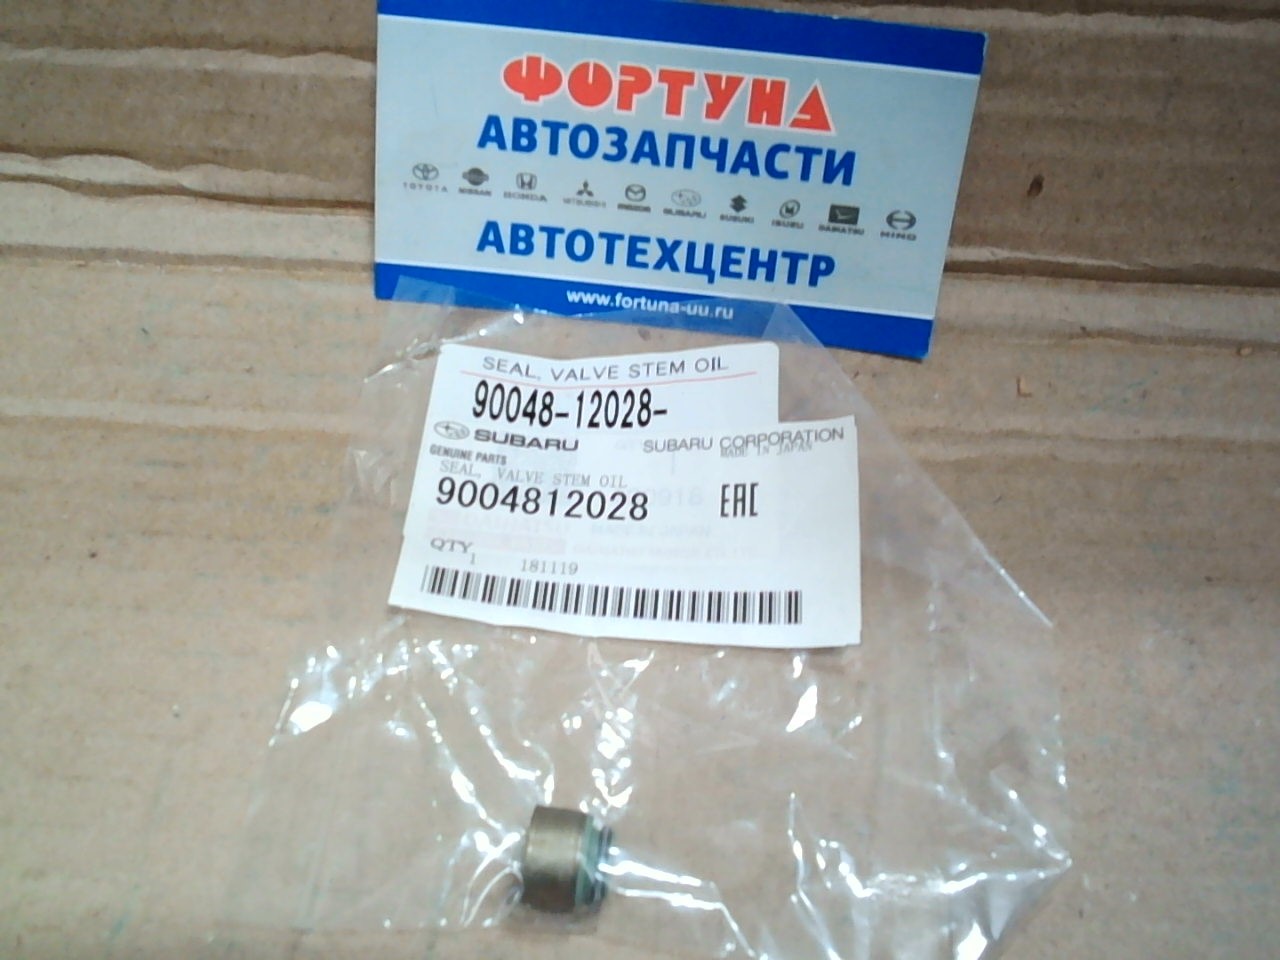 ФОРТУНА
АВТОЗАПЧАСТИ
TOYOTA NISSAN HONDA MITSUBISHI MAZDA SUBARU SUZUKI ISUZU DAIHATSU HINO
АВТОТЕХЦЕНТР
www.fortuna-uu.ru
SEAL, VALVE STEM OIL
90048-12028-
SUBARU SUBARU CORPORATION
GENUINE PARTS MADE IN JAPAN
SEAL, VALVE STEM OIL
9004812028 EAC
QTY
1 181119